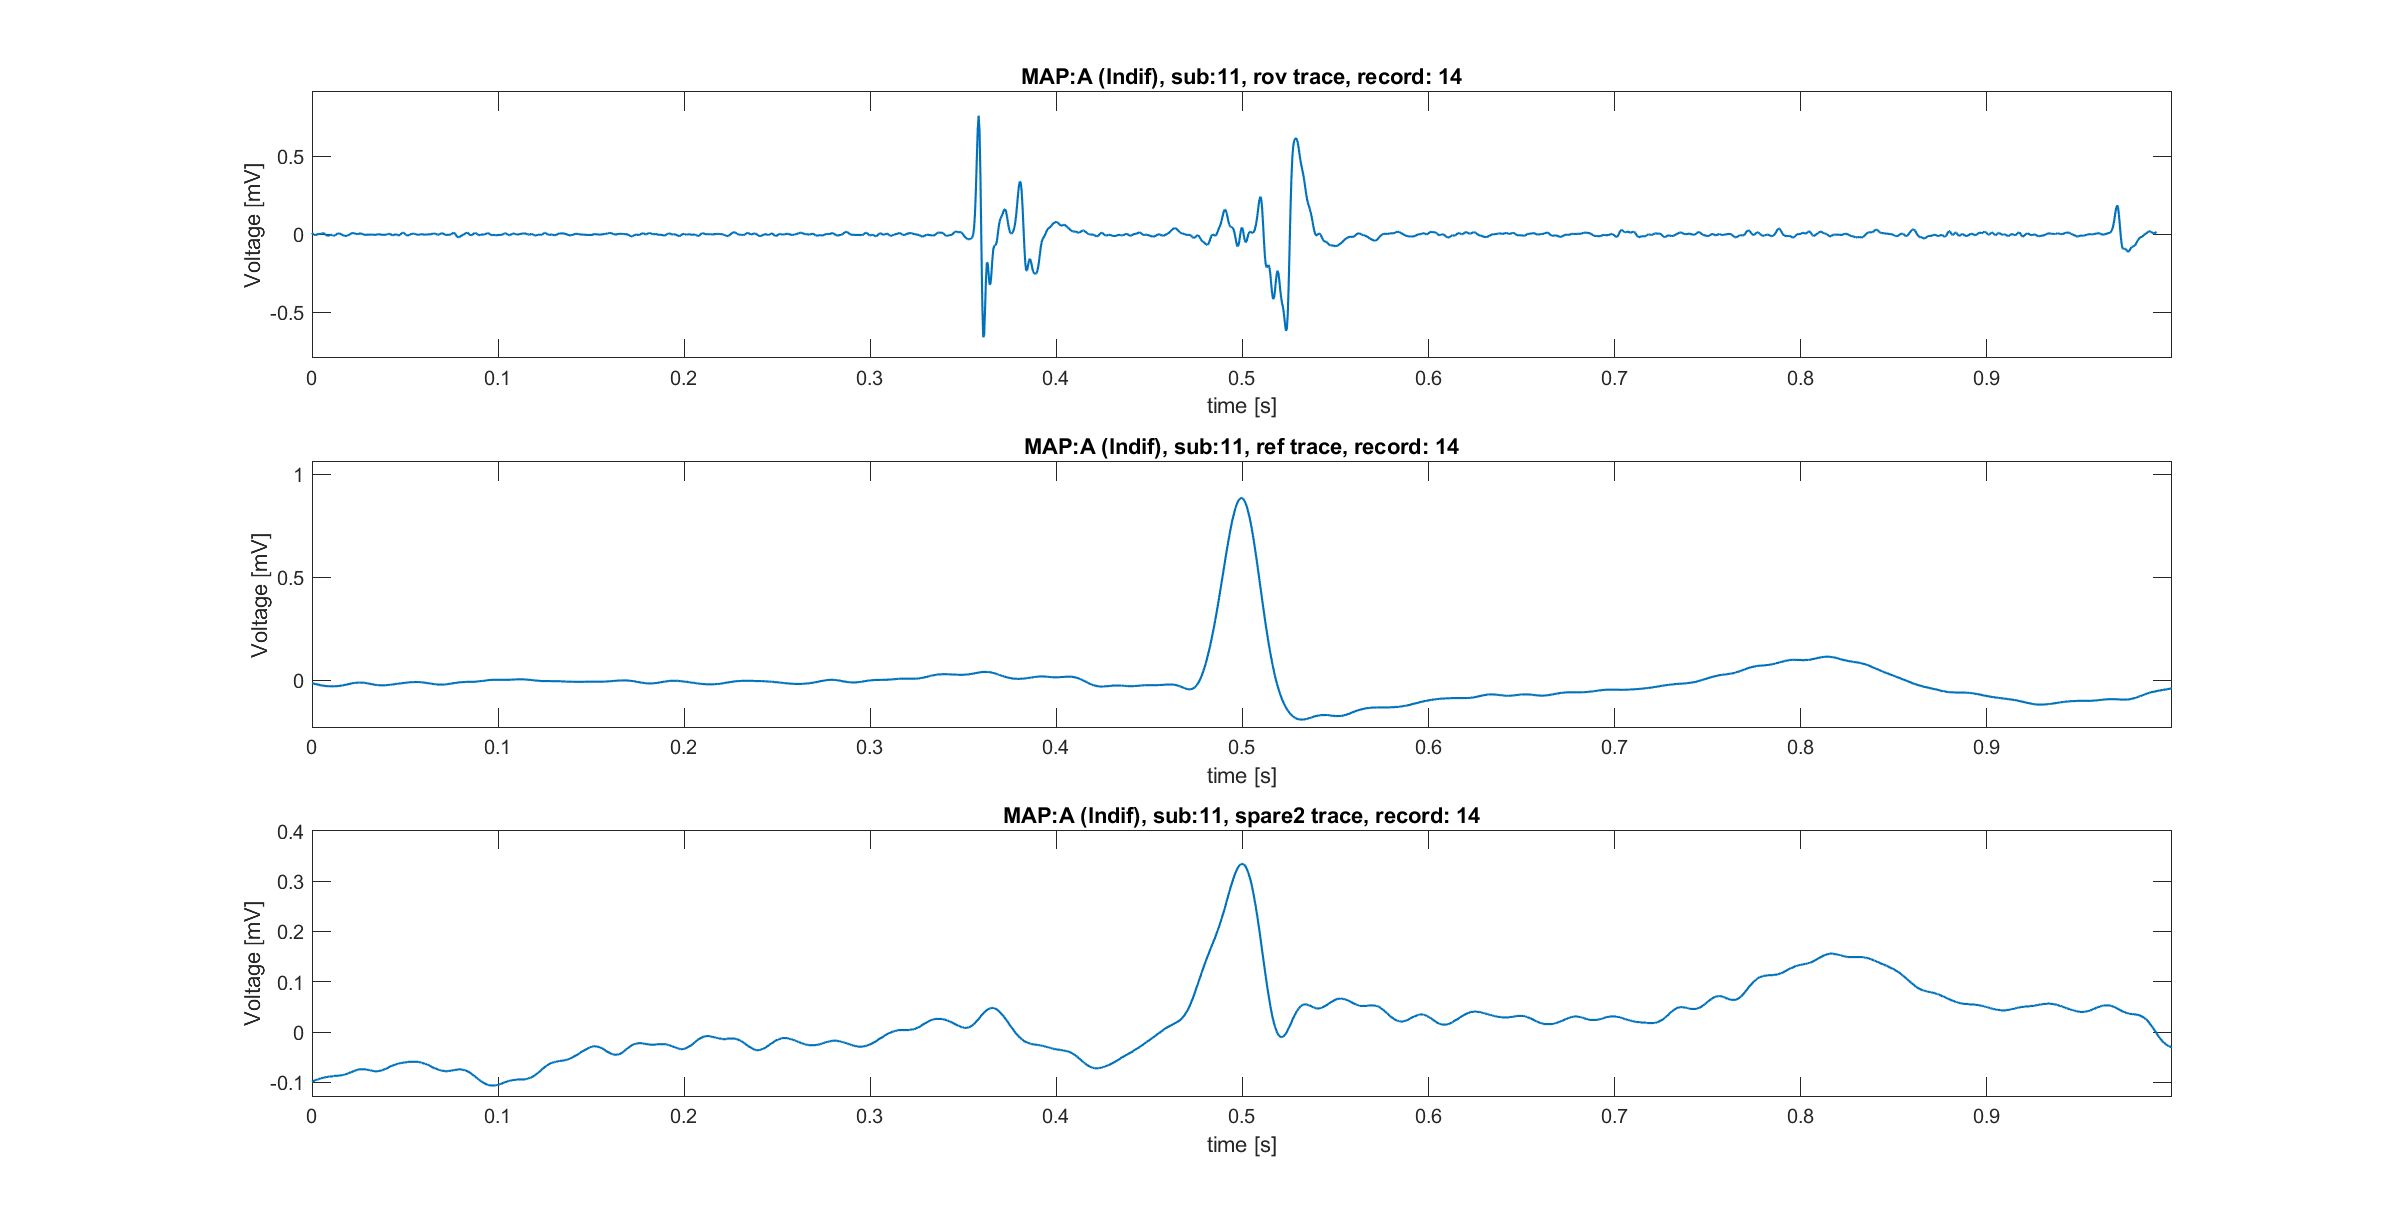 MAP:A (Indif), sub:11, rov trace, record: 14
Voltage [mV]
0.5
0
-0.5
0 0.1 0.2 0.3 0.4 0.5 0.6 0.7 0.8 0.9
time [s]
MAP:A (Indif), sub:11, ref trace, record: 14
Voltage [mV]
1
0.5
0
0 0.1 0.2 0.3 0.4 0.5 0.6 0.7 0.8 0.9
time [s]
MAP:A (Indif), sub:11, spare2 trace, record: 14
Voltage [mV]
0.4
0.3
0.2
0.1
0
-0.1
0 0.1 0.2 0.3 0.4 0.5 0.6 0.7 0.8 0.9
time [s]